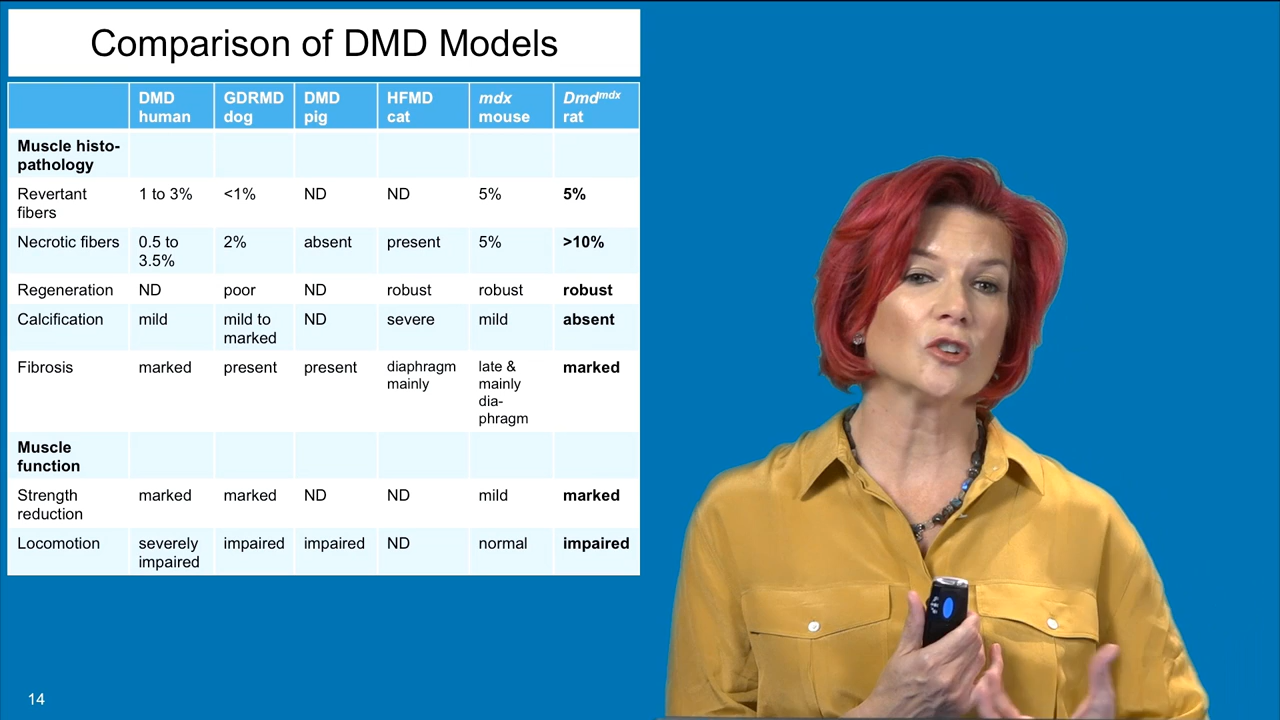 Comparison of DMD Models
DMD human GDRMD dog DMD pig HFMD cat mdx mouse Dmdmdx rat
Muscle histo-pathology
Revertant fibers 1 to 3% <1% ND ND 5% 5%
Necrotic fibers 0.5 to 3.5% 2% absent present 5% >10%
Regeneration ND poor ND robust robust robust
Calcification mild mild to marked ND severe mild absent
Fibrosis marked present present diaphragm mainly late & mainly dia-phragm marked
Muscle function
Strength reduction marked marked ND ND mild marked
Locomotion severely impaired impaired impaired ND normal impaired
14